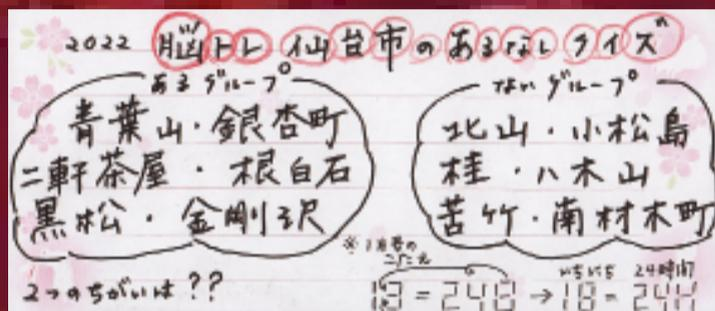 2022 脳トレ 仙台市のあるなしクイズ
あるグループ
青葉山・銀杏町
二軒茶屋・根白石
黒松・金剛沢
ないグループ
北山・小松島
桂・八木山
苦竹・南材木町
2つのちがいは??
※1月号の
こたえ
いちにち 24時間
→18=24H